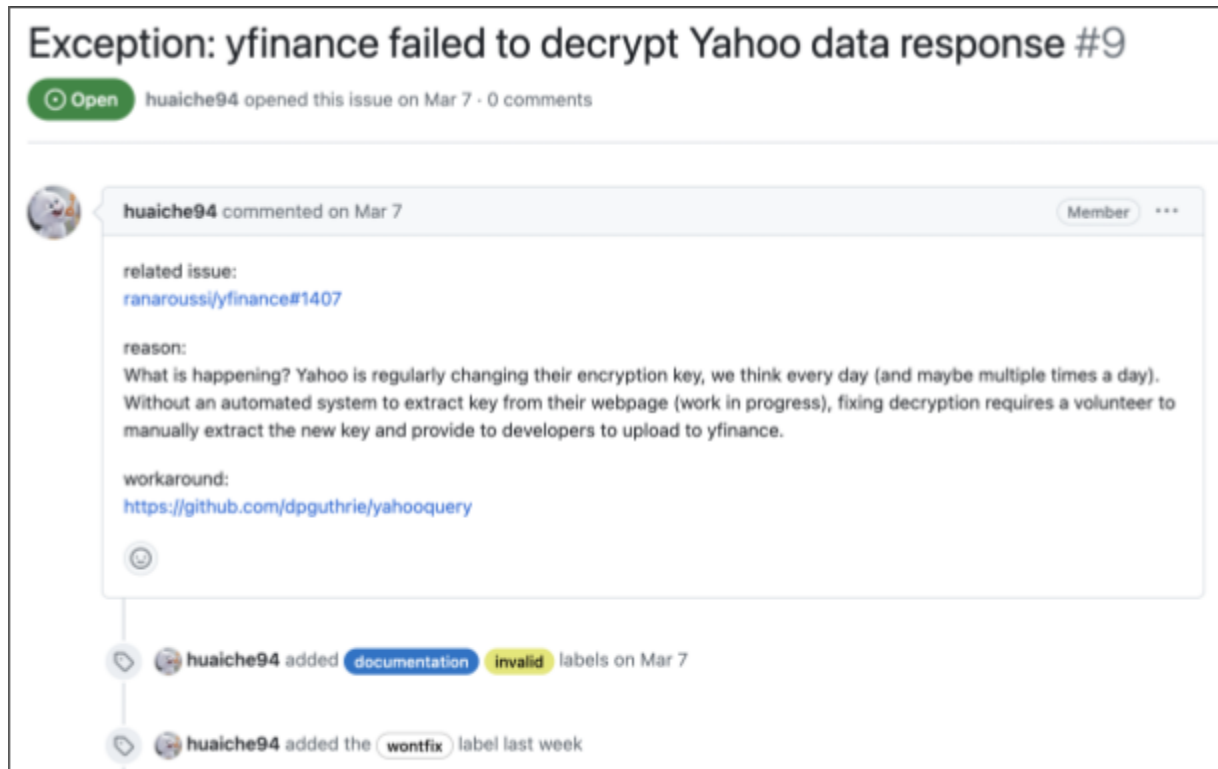 Exception: yfinance failed to decrypt Yahoo data response #9
Open huaiche94 opened this issue on Mar 7 · 0 comments
huaiche94 commented on Mar 7 Member ···
related issue:
ranaroussi/yfinance#1407
reason:
What is happening? Yahoo is regularly changing their encryption key, we think every day (and maybe multiple times a day).
Without an automated system to extract key from their webpage (work in progress), fixing decryption requires a volunteer to
manually extract the new key and provide to developers to upload to yfinance.
workaround:
https://github.com/dpguthrie/yahooquery
huaiche94 added documentation invalid labels on Mar 7
huaiche94 added the wontfix label last week